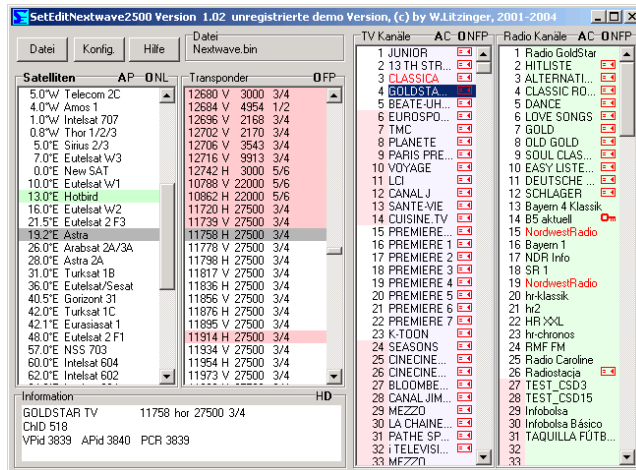 SetEditNextwave2500 Version 1.02 unregistrierte demo Version, (c) by W.Litzinger, 2001-2004
Datei Konfig. Hilfe
Datei
Nextwave.bin
Satelliten AP-ONL
5.0°W Telecom 2C
4.0°W Amos 1
1.0°W Intelsat 707
0.8°W Thor 1/2/3
5.0°E Sirius 2/3
7.0°E Eutelsat W3
0.0°E New SAT
10.0°E Eutelsat W1
13.0°E Hotbird
16.0°E Eutelsat W2
21.5°E Eutelsat 2 F3
19.2°E Astra
26.0°E Arabsat 2A/3A
28.0°E Astra 2A
31.0°E Turksat 1B
36.0°E Eutelsat/Sesat
40.5°E Gorizont 31
42.0°E Turksat 1C
42.1°E Eurasiasat 1
48.0°E Eutelsat 2 F1
57.0°E NSS 703
60.0°E Intelsat 604
62.0°E Intelsat 602
Transponder OFP
12680 V 3000 3/4
12684 V 4954 1/2
12696 V 2168 3/4
12702 V 2170 3/4
12706 V 3543 3/4
12716 V 9913 3/4
12742 H 3000 5/6
10788 V 22000 5/6
10862 H 22000 5/6
11720 H 27500 3/4
11739 V 27500 3/4
11758 H 27500 3/4
11778 V 27500 3/4
11798 H 27500 3/4
11817 V 27500 3/4
11836 H 27500 3/4
11856 V 27500 3/4
11876 H 27500 3/4
11895 V 27500 3/4
11914 H 27500 3/4
11934 V 27500 3/4
11954 H 27500 3/4
11973 V 27500 3/4
Information HD
GOLDSTAR TV 11758 hor 27500 3/4
ChID 518
VPid 3839 APid 3840 PCR 3839
TV Kanäle AC ONFP
1 JUNIOR
2 13 TH STR...
3 CLASSICA
4 GOLDSTA...
5 BEATE-UH...
6 EUROSPO...
7 TMC
8 PLANETE
9 PARIS PRE...
10 VOYAGE
11 LCI
12 CANAL J
13 SANTE-VIE
14 CUISINE.TV
15 PREMIERE...
16 PREMIERE 1
17 PREMIERE 2
18 PREMIERE 3
19 PREMIERE 4
20 PREMIERE 5
21 PREMIERE 6
22 PREMIERE 7
23 K-TOON
24 SEASONS
25 CINECINE...
26 CINECINE...
27 BLOOMBE...
28 CANAL JIM...
29 MEZZO
30 LA CHAINE...
31 PATHE SP...
32 i TELEVISI...
33 MEZZO
Radio Kanäle AC ONFP
1 Radio GoldStar
2 HITLISTE
3 ALTERNATI...
4 CLASSIC RO...
5 DANCE
6 LOVE SONGS
7 GOLD
8 OLD GOLD
9 SOUL CLAS...
10 EASY LISTE...
11 DEUTSCHE ...
12 SCHLAGER
13 Bayern 4 Klassik
14 B5 aktuell
15 NordwestRadio
16 Bayern 1
17 NDR Info
18 SR 1
19 NordwestRadio
20 hr-klassik
21 hr2
22 HR XXL
23 hr-chronos
24 RMF FM
25 Radio Caroline
26 Radiostacja
27 TEST_CSD3
28 TEST_CSD15
29 Infobolsa
30 Infobolsa Básico
31 TAQUILLA FÚTB...
32
33